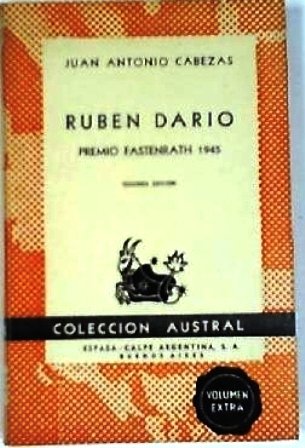 JUAN ANTONIO CABEZAS
RUBEN DARIO
PREMIO FASTENRATH 1945
SEGUNDA EDICION
COLECCION AUSTRAL
ESPASA-CALPE ARGENTINA, S. A.
BUENOS AIRES
VOLUMEN
EXTRA